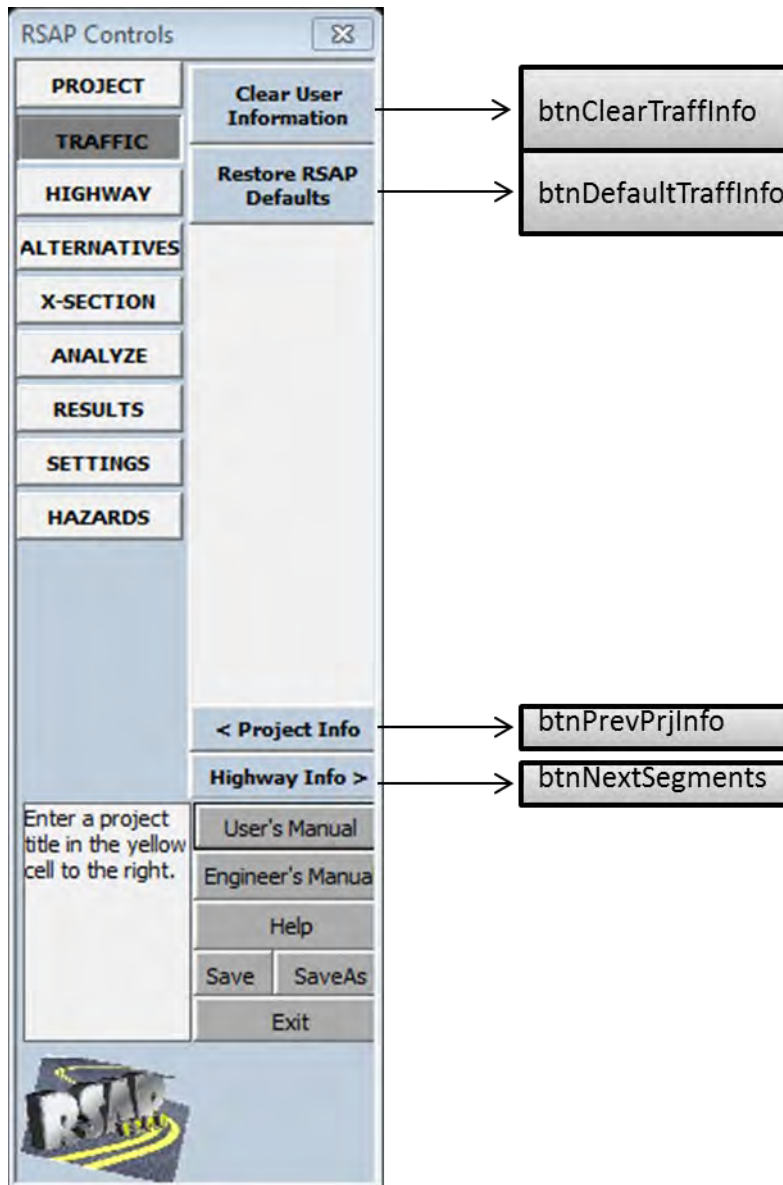 RSAP Controls
PROJECT
TRAFFIC
HIGHWAY
ALTERNATIVES
X-SECTION
ANALYZE
RESULTS
SETTINGS
HAZARDS
Clear User
Information
btnClearTraffInfo
Restore RSAP
Defaults
btnDefaultTraffInfo
< Project Info
btnPrevPrjInfo
Highway Info >
btnNextSegments
Enter a project
title in the yellow
cell to the right.
User's Manual
Engineer's Manua
Help
Save
SaveAs
Exit
RSAP